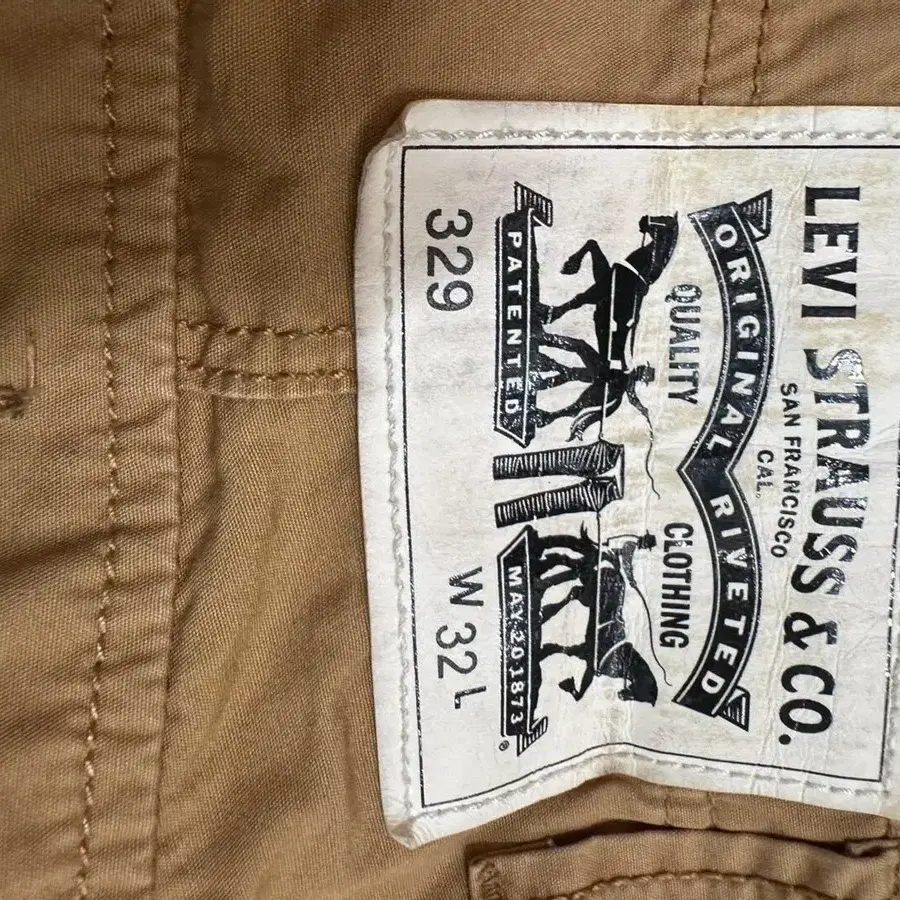 LEVI STRAUSS & CO.
SAN FRANCISCO
CAL.
ORIGINAL RIVETED
QUALITY CLOTHING
PATENTED MAY 20 1873 ®
329 W 32 L